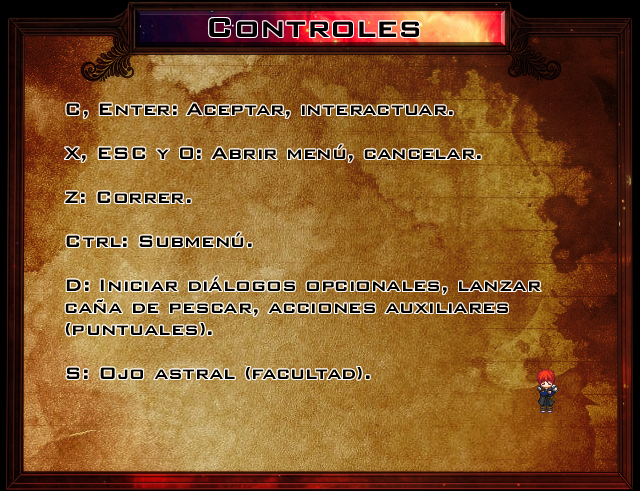 Controles
C, Enter: Aceptar, interactuar.
X, ESC y 0: Abrir menú, cancelar.
Z: Correr.
Ctrl: Submenú.
D: Iniciar diálogos opcionales, lanzar
caña de pescar, acciones auxiliares
(puntuales).
S: Ojo astral (facultad).